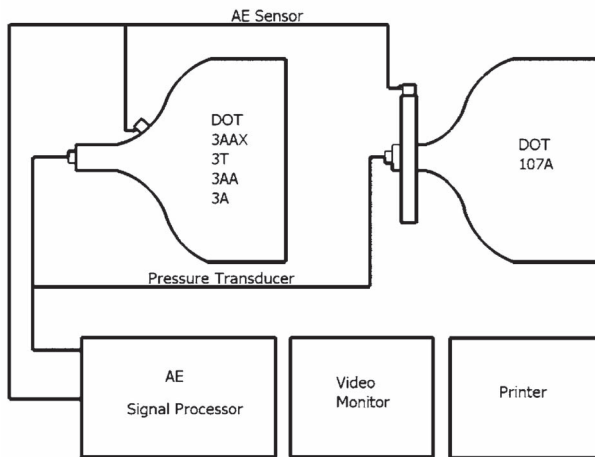 AE Sensor
DOT
3AAX
3T
3AA
3A
DOT
107A
Pressure Transducer
AE
Signal Processor
Video
Monitor
Printer